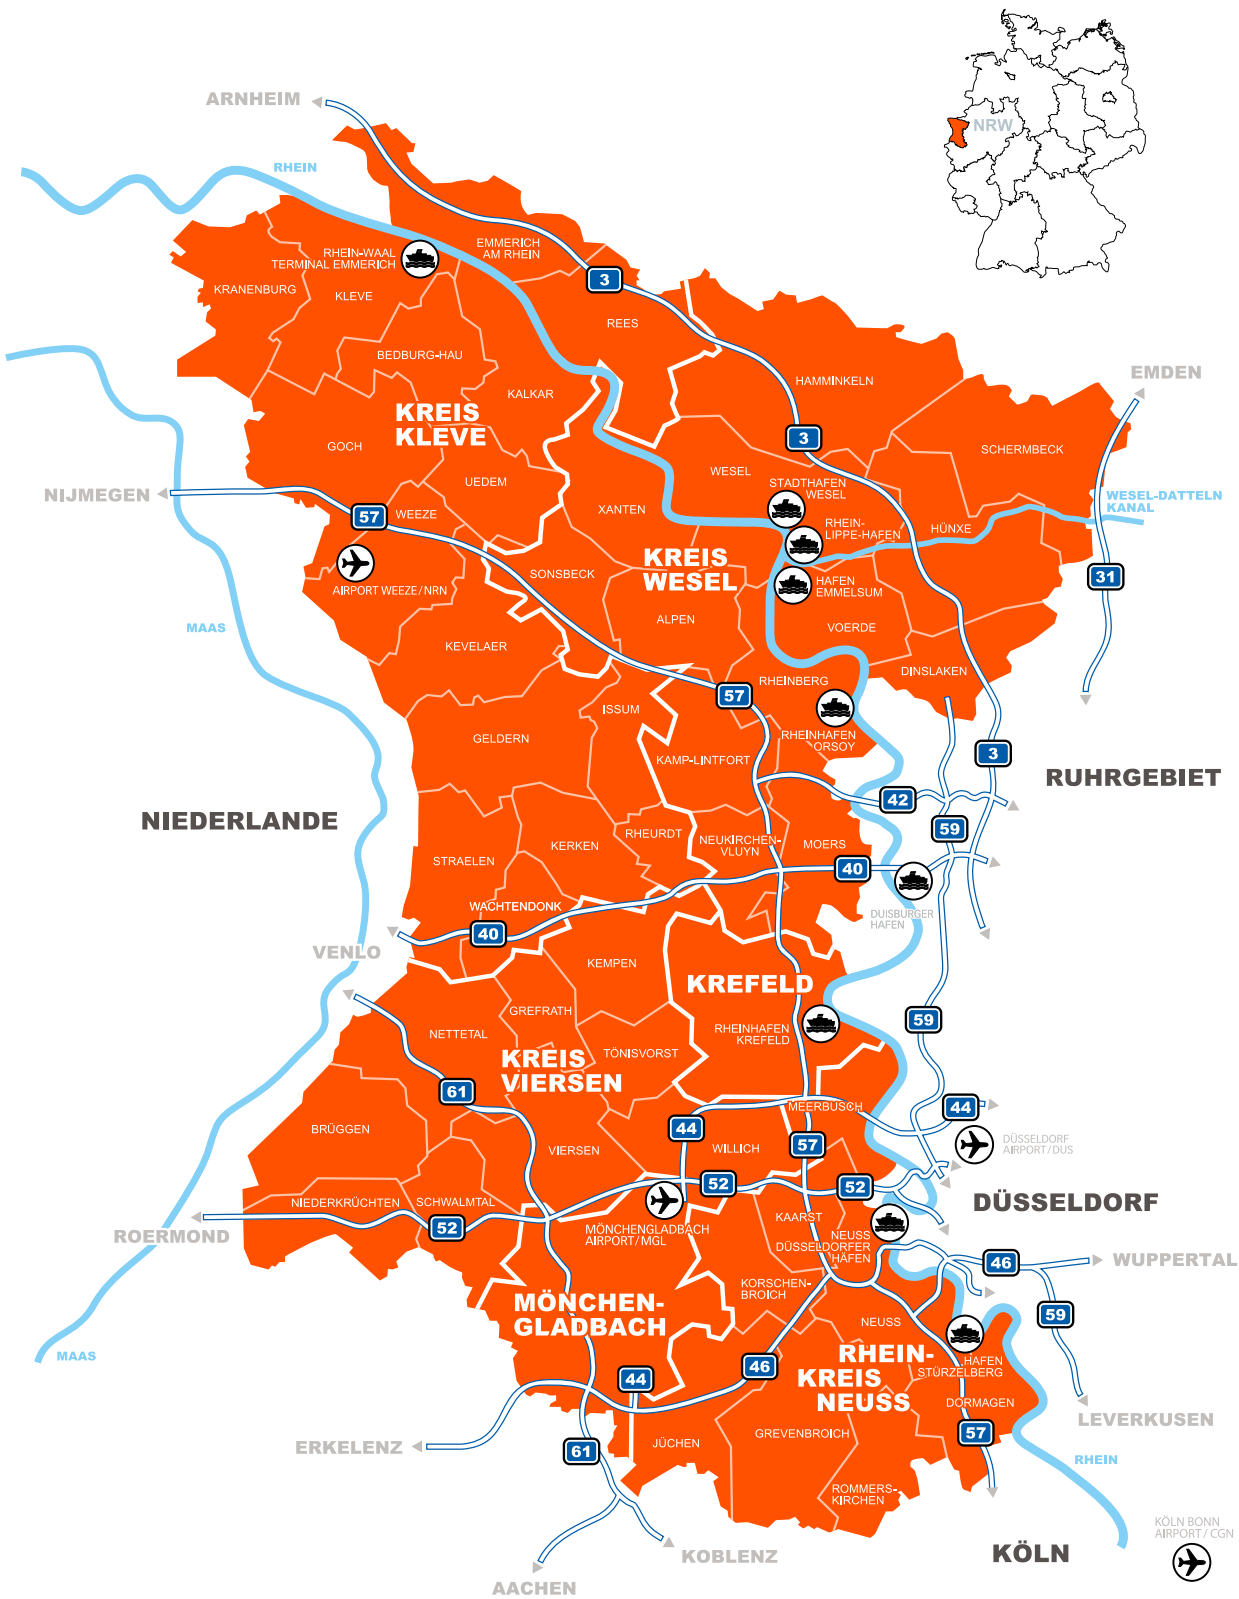 NRW
ARNHEIM
RHEIN
EMMERICH
AM RHEIN
RHEIN-WAAL
TERMINAL EMMERICH
3
KRANENBURG
KLEVE
REES
BEDBURG-HAU
EMDEN
HAMMINKELN
KALKAR
KREIS
KLEVE
3
GOCH
SCHERMBECK
WESEL
UEDEM
STADTHAFEN
WESEL
NIJMEGEN
WESEL-DATTELN
KANAL
57
WEEZE
XANTEN
RHEIN-
LIPPE-HAFEN
HÜNXE
KREIS
WESEL
SONSBECK
31
AIRPORT WEEZE/NRN
HAFEN
EMMELSUM
MAAS
ALPEN
VOERDE
KEVELAER
DINSLAKEN
RHEINBERG
57
ISSUM
GELDERN
RHEINHAFEN
ORSOY
3
KAMP-LINTFORT
RUHRGEBIET
42
NIEDERLANDE
59
RHEURDT
NEUKIRCHEN-
VLUYN
MOERS
KERKEN
STRAELEN
40
WACHTENDONK
DUISBURGER
HAFEN
40
VENLO
KEMPEN
KREFELD
GREFRATH
59
NETTETAL
RHEINHAFEN
KREFELD
TÖNISVORST
KREIS
VIERSEN
61
MEERBUSCH
44
BRÜGGEN
44
DÜSSELDORF
AIRPORT/DUS
VIERSEN
WILLICH
57
52
52
NIEDERKRÜCHTEN
SCHWALMTAL
DÜSSELDORF
ROERMOND
52
MÖNCHENGLADBACH
AIRPORT/MGL
KAARST
NEUSS
DÜSSELDORFER
HÄFEN
46
WUPPERTAL
KORSCHEN-
BROICH
MÖNCHEN-
GLADBACH
59
NEUSS
MAAS
RHEIN-
KREIS
NEUSS
HAFEN
STÜRZELBERG
46
44
DORMAGEN
LEVERKUSEN
57
GREVENBROICH
JÜCHEN
ERKELENZ
61
RHEIN
ROMMERS-
KIRCHEN
KÖLN BONN
AIRPORT / CGN
KÖLN
KOBLENZ
AACHEN